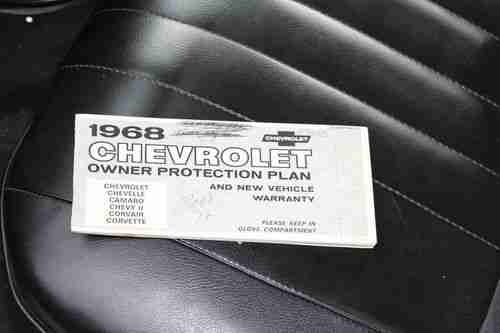 1968
CHEVROLET
CHEVROLET
OWNER PROTECTION PLAN
AND NEW VEHICLE
WARRANTY
CHEVROLET
CHEVELLE
CAMARO
CHEVY II
CORVAIR
CORVETTE
PLEASE KEEP IN
GLOVE COMPARTMENT